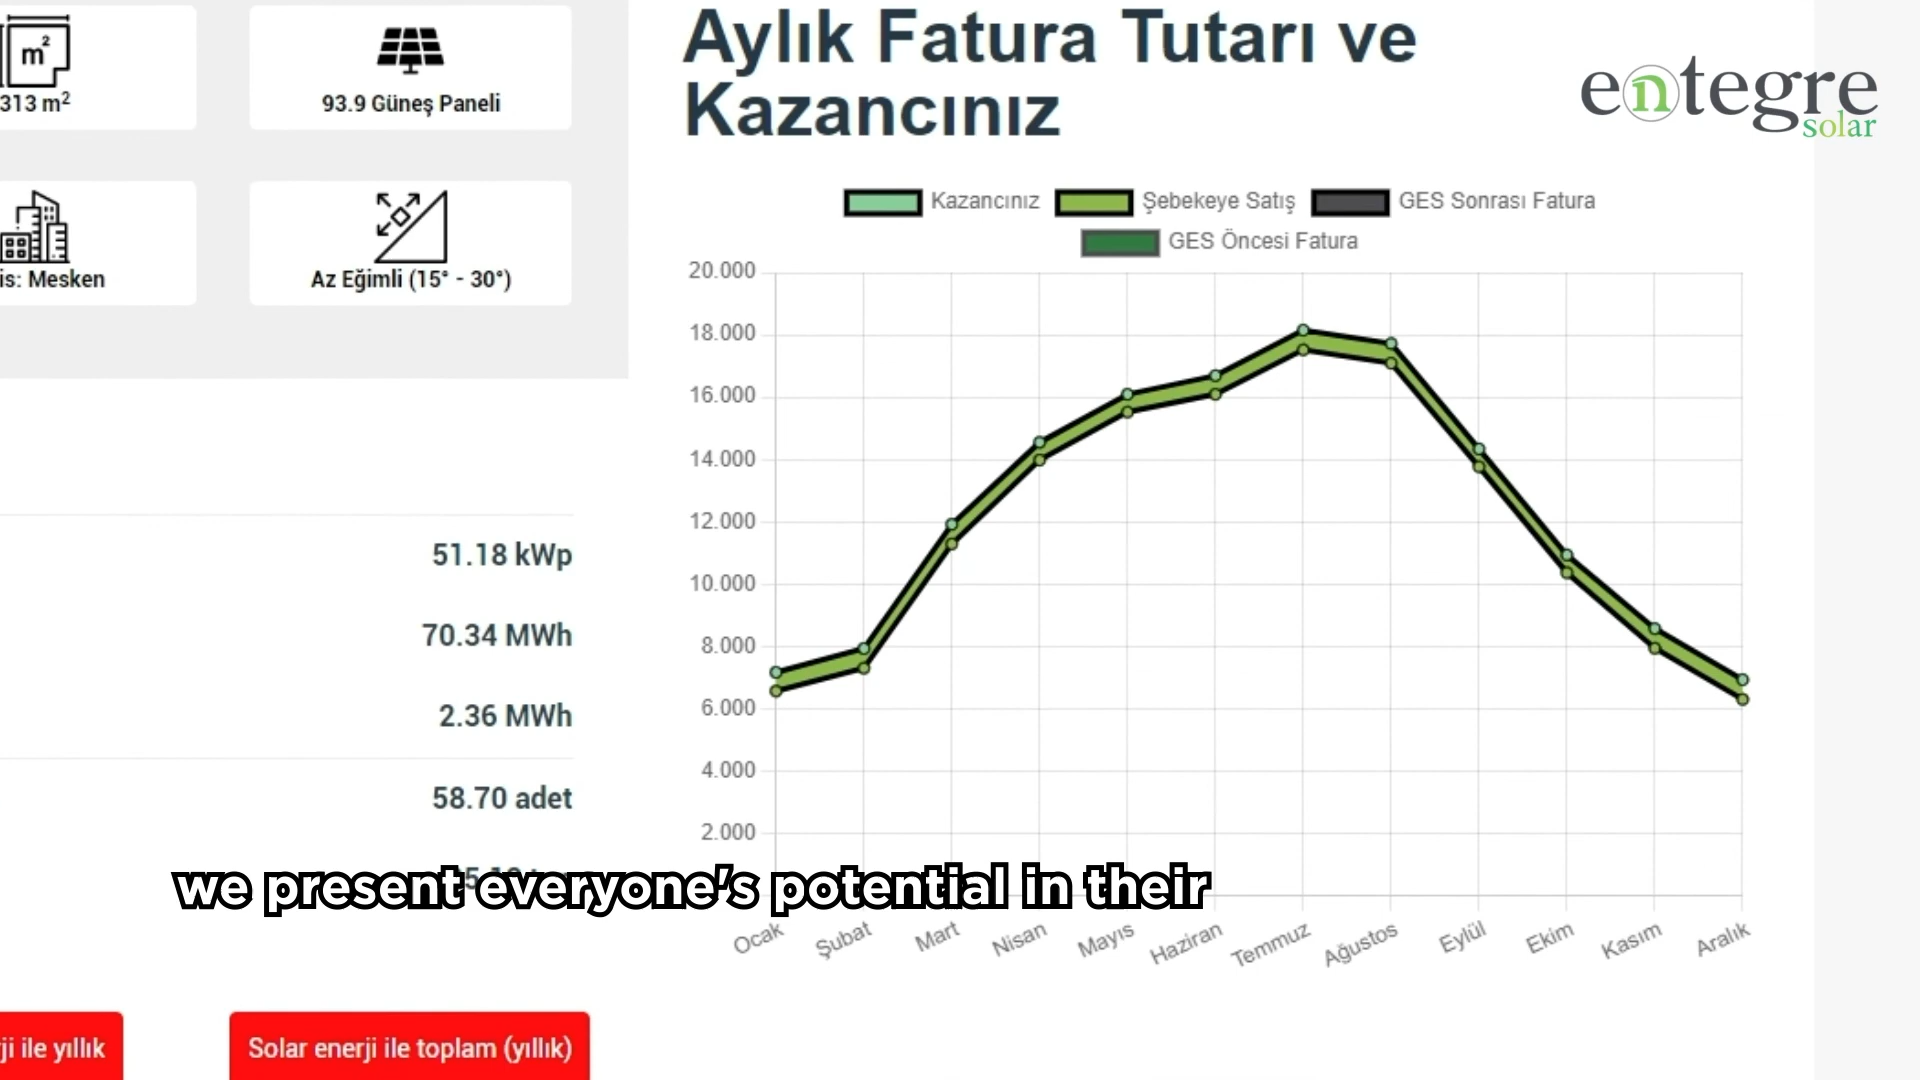 m²
313 m²
93.9 Güneş Paneli
is: Mesken
Az Eğimli (15° - 30°)
51.18 kWp
70.34 MWh
2.36 MWh
58.70 adet
Aylık Fatura Tutarı ve
Kazancınız
entegre
solar
Kazancınız
Şebekeye Satış
GES Sonrası Fatura
GES Öncesi Fatura
20.000
18.000
16.000
14.000
12.000
10.000
8.000
6.000
4.000
2.000
Ocak
Şubat
Mart
Nisan
Mayıs
Haziran
Temmuz
Ağustos
Eylül
Ekim
Kasım
Aralık
we present everyone's potential in their
ji ile yıllık
Solar enerji ile toplam (yıllık)